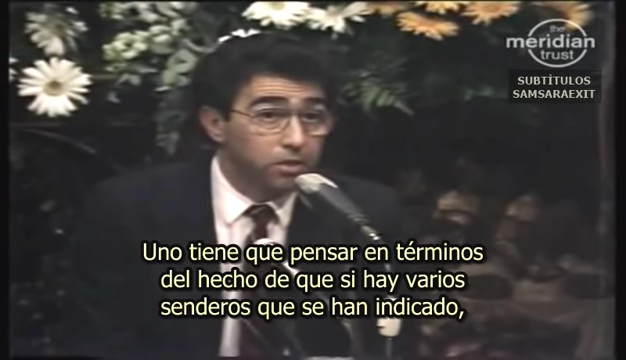 the
meridian
trust
SUBTÍTULOS
SAMSARAEXIT
Uno tiene que pensar en términos
del hecho de que si hay varios
senderos que se han indicado,